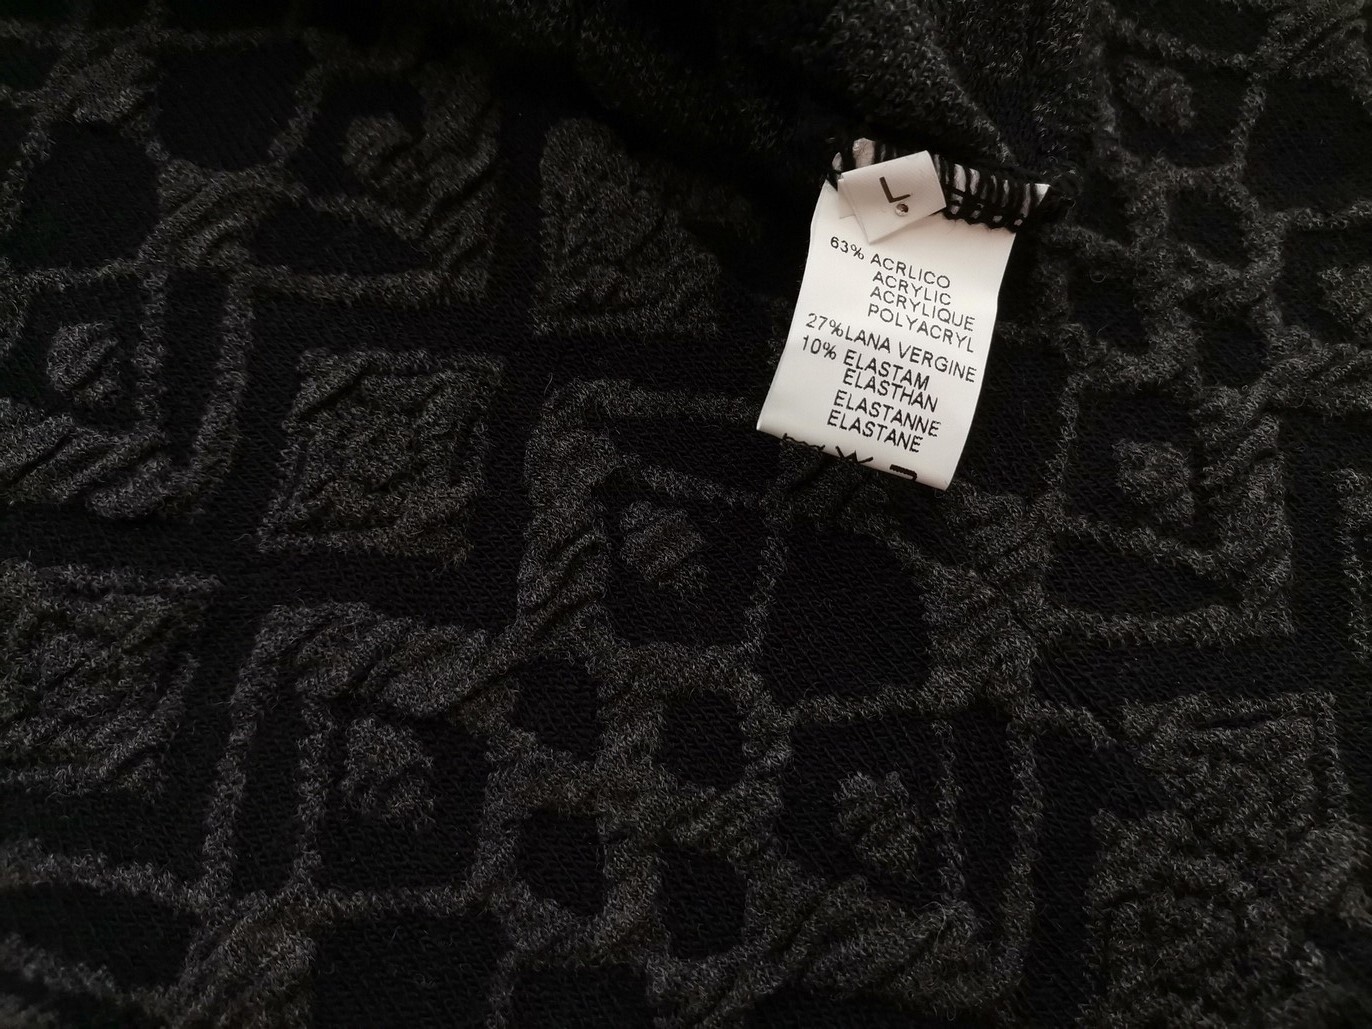 L
63% ACRLICO
ACRYLIC
ACRYLIQUE
POLYACRYL
27%LANA VERGINE
10% ELASTAM
ELASTHAN
ELASTANNE
ELASTANE